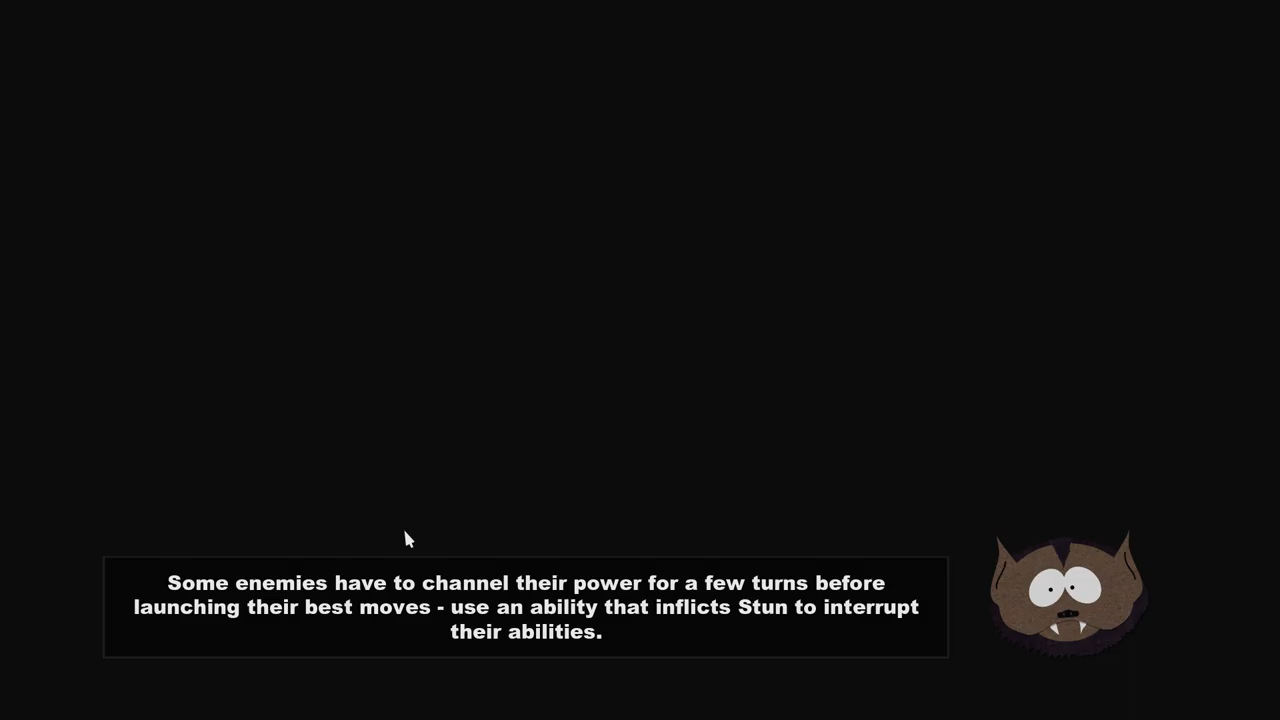 Some enemies have to channel their power for a few turns before
launching their best moves - use an ability that inflicts Stun to interrupt
their abilities.